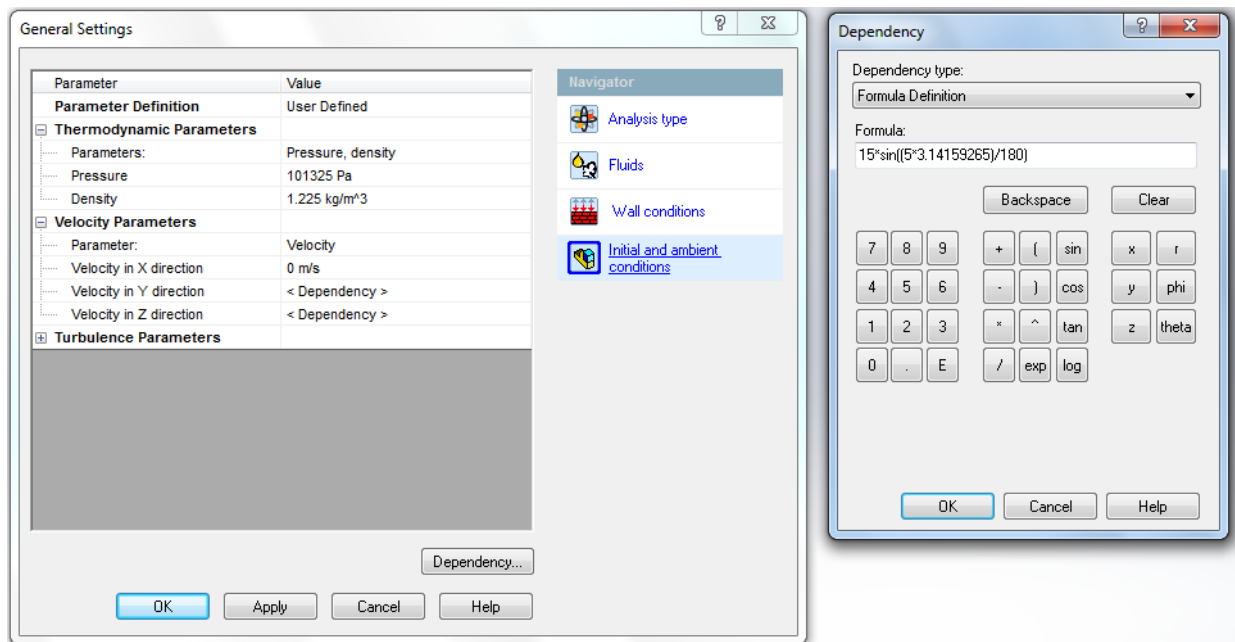 General Settings
Parameter Value
Parameter Definition User Defined
Thermodynamic Parameters
Parameters: Pressure, density
Pressure 101325 Pa
Density 1.225 kg/m^3
Velocity Parameters
Parameter: Velocity
Velocity in X direction 0 m/s
Velocity in Y direction < Dependency >
Velocity in Z direction < Dependency >
Turbulence Parameters
Dependency...
OK Apply Cancel Help
Navigator
Analysis type
Fluids
Wall conditions
Initial and ambient
conditions
Dependency
Dependency type:
Formula Definition
Formula:
15*sin((5*3.14159265)/180)
Backspace Clear
7 8 9 + ( sin x r
4 5 6 - ) cos y phi
1 2 3 * ^ tan z theta
0 . E / exp log
OK Cancel Help